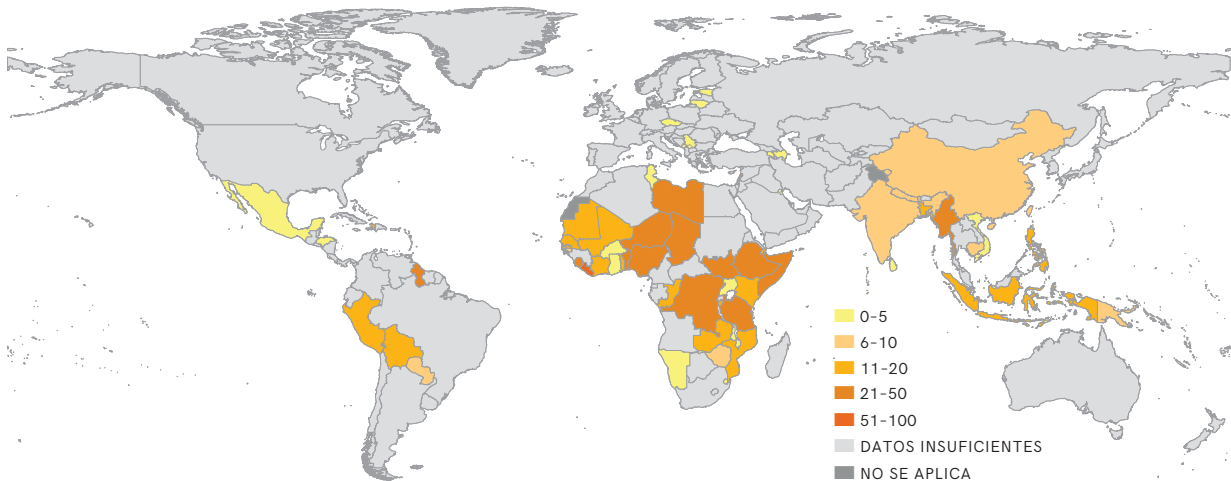 0-5
6-10
11-20
21-50
51-100
DATOS INSUFICIENTES
NO SE APLICA